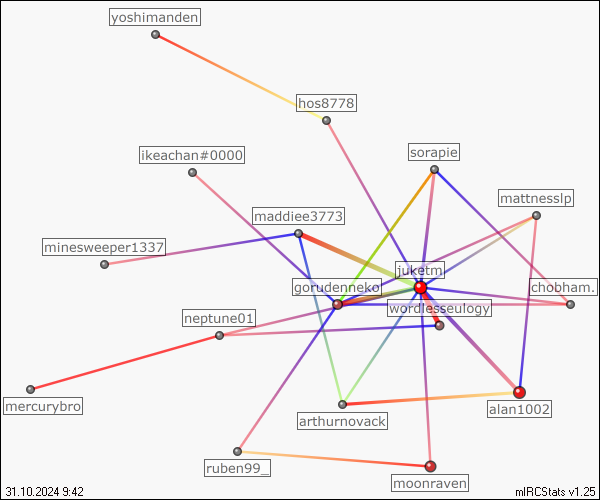 yoshimanden
hos8778
ikeachan#0000
sorapie
mattnesslp
maddiee3773
minesweeper1337
juketm
gorudenneko
chobham.
wordlesseulogy
neptune01
mercurybro
alan1002
arthurnovack
ruben99_
moonraven
31.10.2024 9:42
mIRCStats v1.25